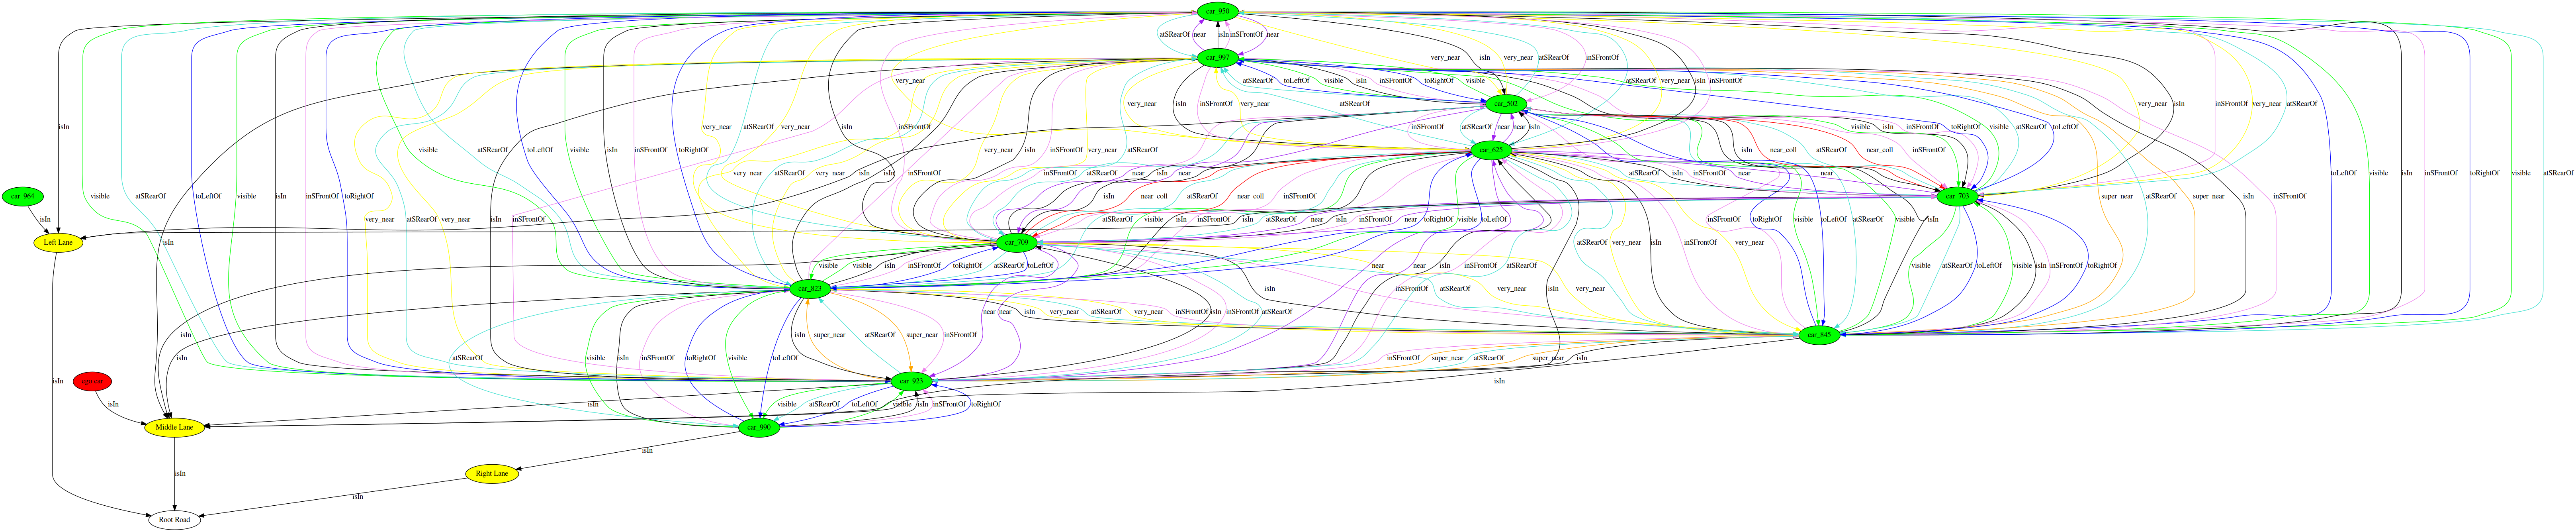 car_950
atSRearOf near isIn inSFrontOf near
car_997
very_near very_near atSRearOf inSFrontOf
very_near atSRearOf toLeftOf visible isIn inSFrontOf toRightOf visible atSRearOf very_near isIn inSFrontOf very_near inSFrontOf very_near atSRearOf isIn
car_502
very_near isIn inSFrontOf very_near atSRearOf
isIn very_near atSRearOf very_near isIn inSFrontOf very_near isIn inSFrontOf very_near atSRearOf inSFrontOf atSRearOf near near isIn visible isIn inSFrontOf toRightOf visible atSRearOf toLeftOf
car_625
visible atSRearOf toLeftOf visible isIn inSFrontOf toRightOf isIn near_coll atSRearOf near_coll inSFrontOf
very_near very_near isIn isIn inSFrontOf atSRearOf near isIn near atSRearOf isIn inSFrontOf near near
car_964
visible atSRearOf toLeftOf visible isIn inSFrontOf toRightOf isIn near_coll atSRearOf near_coll inSFrontOf super_near atSRearOf super_near isIn inSFrontOf
car_703
isIn
very_near atSRearOf very_near isIn inSFrontOf atSRearOf visible inSFrontOf isIn near isIn inSFrontOf near toRightOf visible toLeftOf inSFrontOf toRightOf visible toLeftOf atSRearOf visible isIn
Left Lane
isIn
car_709
atSRearOf very_near isIn inSFrontOf very_near visible atSRearOf toLeftOf visible isIn inSFrontOf toRightOf
toLeftOf visible isIn inSFrontOf toRightOf visible atSRearOf
visible visible isIn inSFrontOf toRightOf atSRearOf toLeftOf near near isIn inSFrontOf atSRearOf
car_823
isIn inSFrontOf atSRearOf very_near very_near
near near isIn very_near atSRearOf very_near inSFrontOf isIn inSFrontOf atSRearOf
isIn isIn super_near atSRearOf super_near inSFrontOf
car_845
atSRearOf visible isIn inSFrontOf toRightOf visible toLeftOf inSFrontOf super_near atSRearOf super_near isIn
isIn
ego car
car_923
isIn
isIn isIn visible atSRearOf toLeftOf visible isIn inSFrontOf toRightOf
Middle Lane
car_990
isIn
isIn
Right Lane
isIn
Root Road